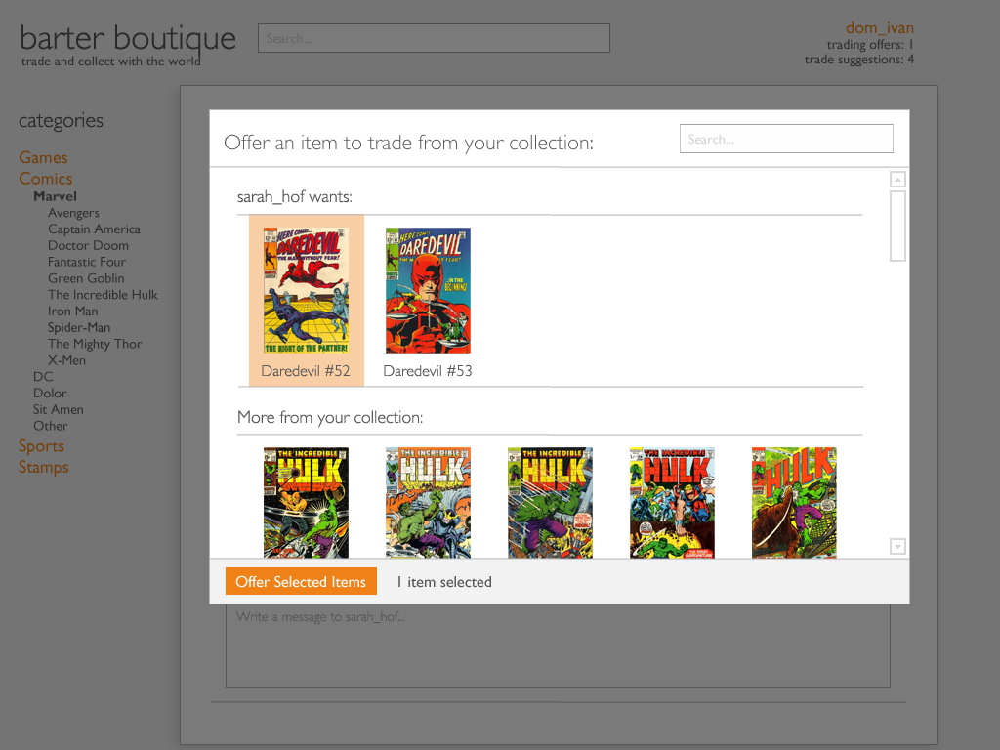 barter boutique
trade and collect with the world
Search...
dom_ivan
trading offers: 1
trade suggestions: 4
categories
Games
Comics
Marvel
Avengers
Captain America
Doctor Doom
Fantastic Four
Green Goblin
The Incredible Hulk
Iron Man
Spider-Man
The Mighty Thor
X-Men
DC
Dolor
Sit Amen
Other
Sports
Stamps
Offer an item to trade from your collection:
Search...
sarah_hof wants:
HERE COMES...
DAREDEVIL
THE MAN WITHOUT FEAR!
THE NIGHT OF THE PANTHER!
Daredevil #52
HERE COMES
DAREDEVIL
...IN THE
BEGINNING!
Daredevil #53
More from your collection:
THE INCREDIBLE
HULK
THE INCREDIBLE
HULK
THE INCREDIBLE
HULK
THE INCREDIBLE
HULK
HULK
Offer Selected Items
1 item selected
Write a message to sarah_hof...